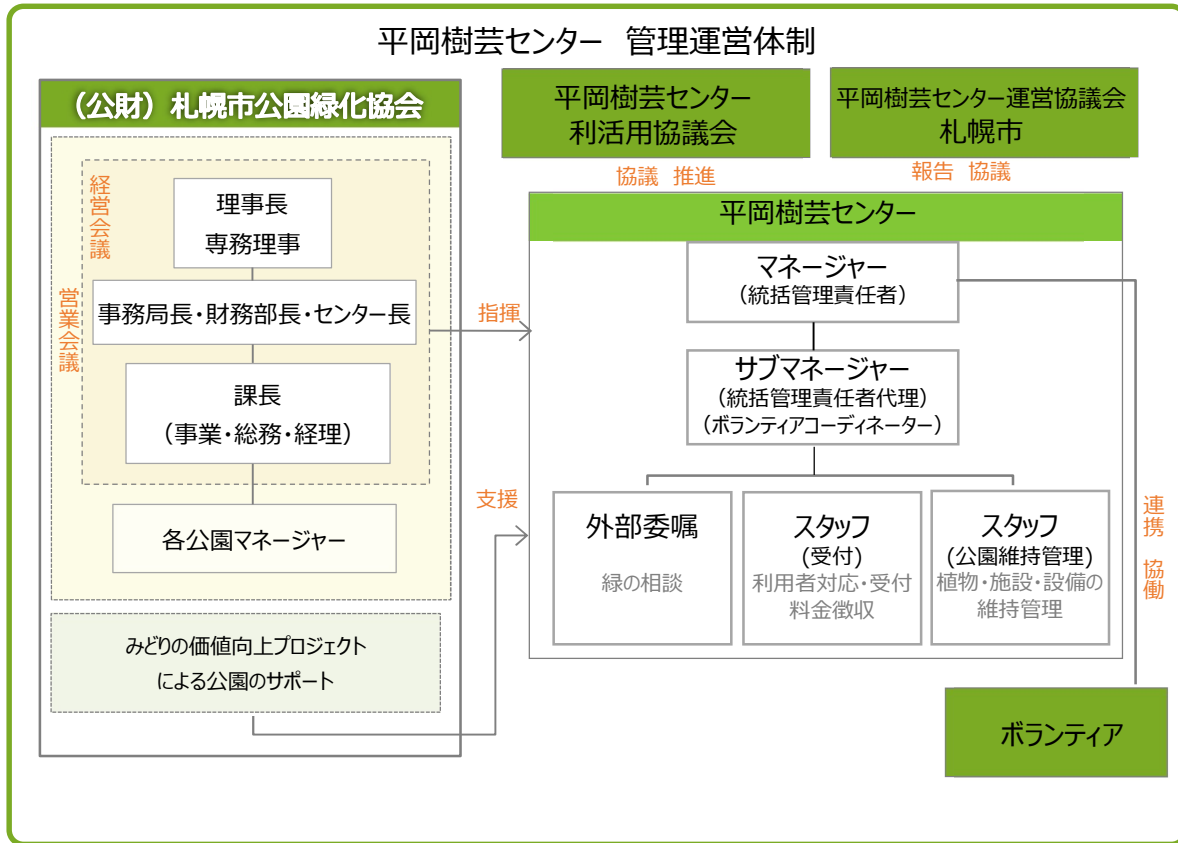 平岡樹芸センター 管理運営体制
(公財)札幌市公園緑化協会
経営会議
営業会議
理事長
専務理事
事務局長・財務部長・センター長
課長
(事業・総務・経理)
各公園マネージャー
みどりの価値向上プロジェクト
による公園のサポート
指揮
支援
平岡樹芸センター
利活用協議会
平岡樹芸センター運営協議会
札幌市
協議 推進
報告 協議
平岡樹芸センター
マネージャー
(統括管理責任者)
サブマネージャー
(統括管理責任者代理)
(ボランティアコーディネーター)
外部委嘱
緑の相談
スタッフ
(受付)
利用者対応・受付
料金徴収
スタッフ
(公園維持管理)
植物・施設・設備の
維持管理
連携 協働
ボランティア